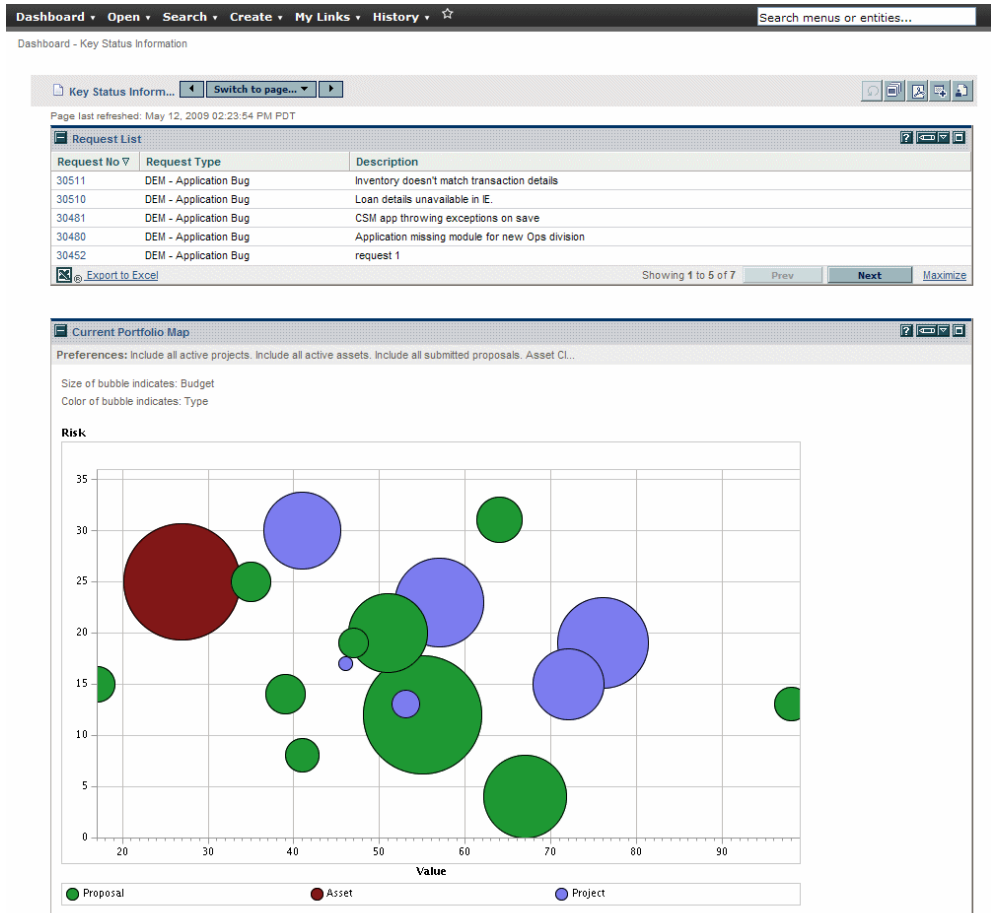 Dashboard Open Search Create My Links History
Search menus or entities...
Dashboard - Key Status Information
Key Status Inform... Switch to page...
Page last refreshed: May 12, 2009 02:23:54 PM PDT
Request List ?
Request No Request Type Description
30511 DEM - Application Bug Inventory doesn't match transaction details
30510 DEM - Application Bug Loan details unavailable in IE.
30481 DEM - Application Bug CSM app throwing exceptions on save
30480 DEM - Application Bug Application missing module for new Ops division
30452 DEM - Application Bug request 1
® Export to Excel Showing 1 to 5 of 7 Prev Next Maximize
Current Portfolio Map ?
Preferences: Include all active projects. Include all active assets. Include all submitted proposals. Asset Cl...
Size of bubble indicates: Budget
Color of bubble indicates: Type
Risk
35
30
25
20
15
10
5
0
20 30 40 50 60 70 80 90
Value
Proposal Asset Project